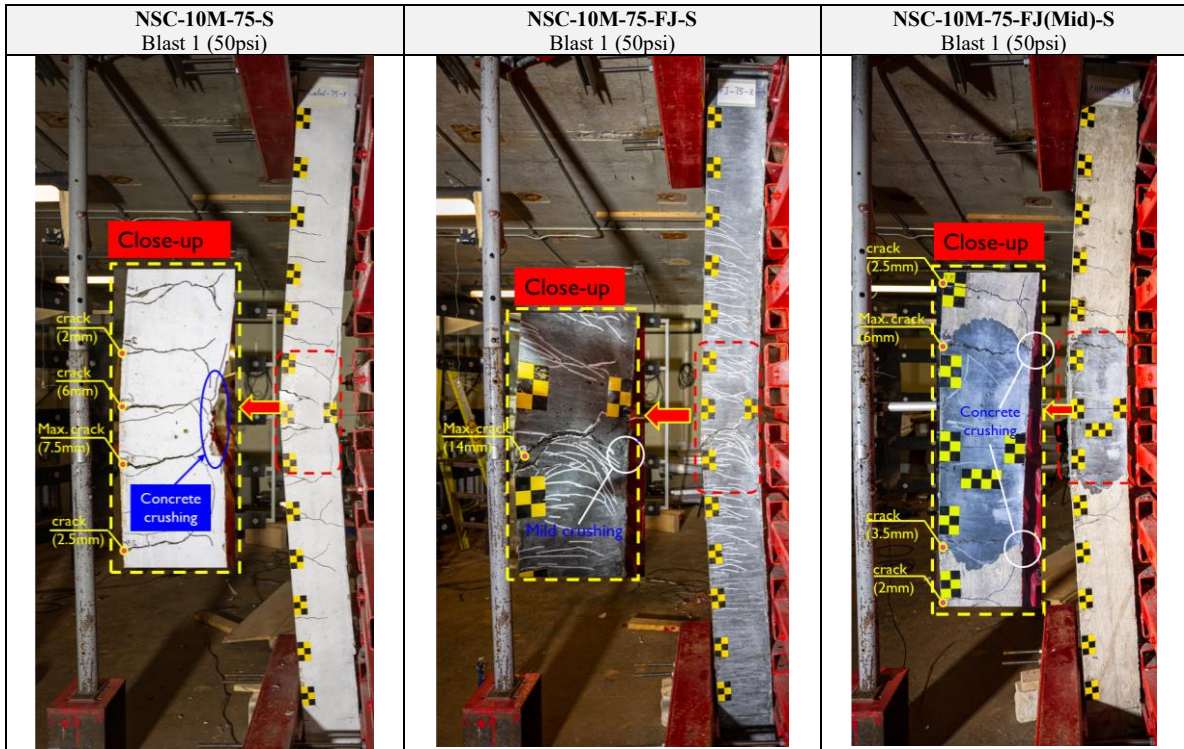 NSC-10M-75-S
Blast 1 (50psi)
NSC-10M-75-FJ-S
Blast 1 (50psi)
NSC-10M-75-FJ(Mid)-S
Blast 1 (50psi)
Close-up
crack
(2mm)
crack
(6mm)
Max. crack
(7.5mm)
Concrete
crushing
crack
(2.5mm)
FJ-75-X
Close-up
Max. crack
(14mm)
Mild crushing
Close-up
crack
(2.5mm)
Max. crack
(6mm)
Concrete
crushing
crack
(3.5mm)
crack
(2mm)